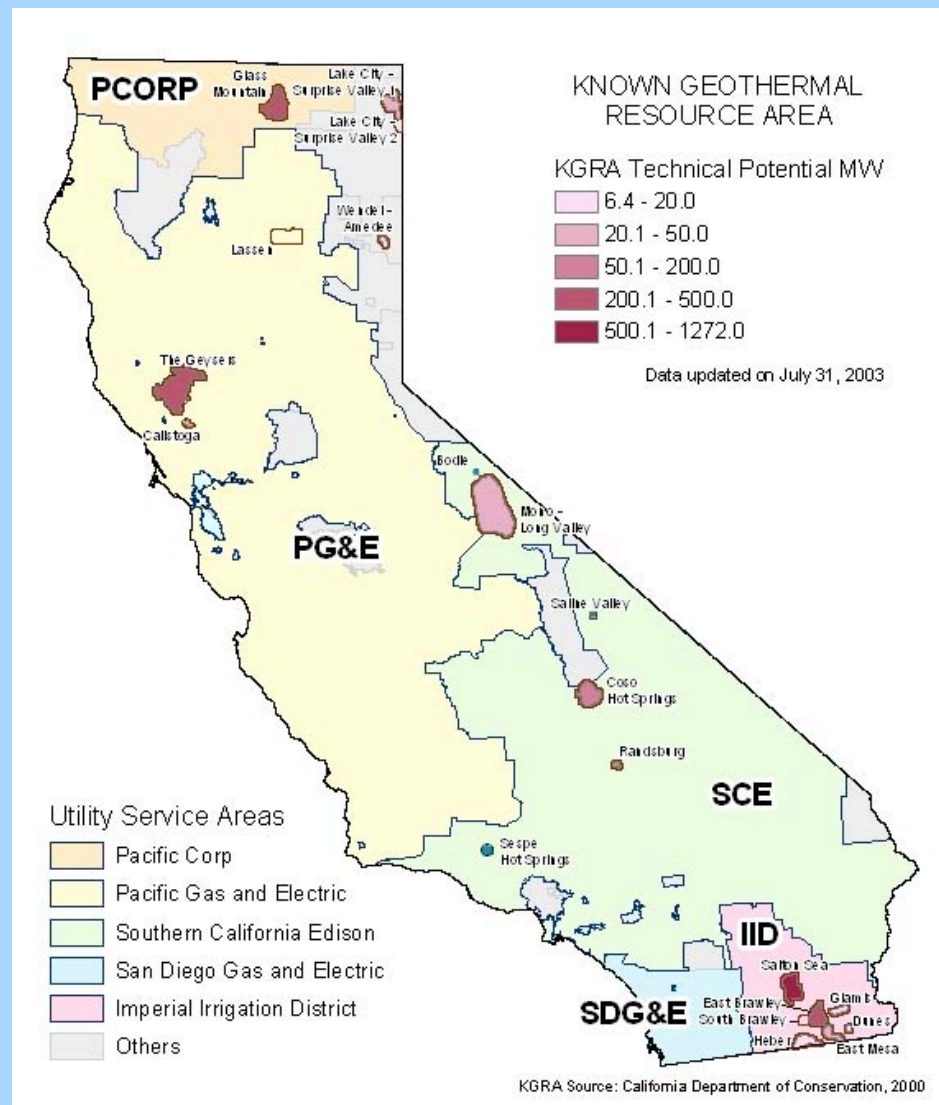 KNOWN GEOTHERMAL
RESOURCE AREA
KGRA Technical Potential MW
6.4 - 20.0
20.1 - 50.0
50.1 - 200.0
200.1 - 500.0
500.1 - 1272.0
Data updated on July 31, 2003
PCORP
Glass
Mountain
Lake City -
Surprise Valley 1
Lake City -
Surprise Valley 2
Wendell -
Amedee
Lassen
The Geysers
Calistoga
Bodie
Mono -
Long Valley
PG&E
Saline Valley
Coso
Hot Springs
Randsburg
SCE
Sespe
Hot Springs
IID
Salton Sea
East Brawley
South Brawley
Glamis
Dunes
Heber
East Mesa
SDG&E
Utility Service Areas
Pacific Corp
Pacific Gas and Electric
Southern California Edison
San Diego Gas and Electric
Imperial Irrigation District
Others
KGRA Source: California Department of Conservation, 2000